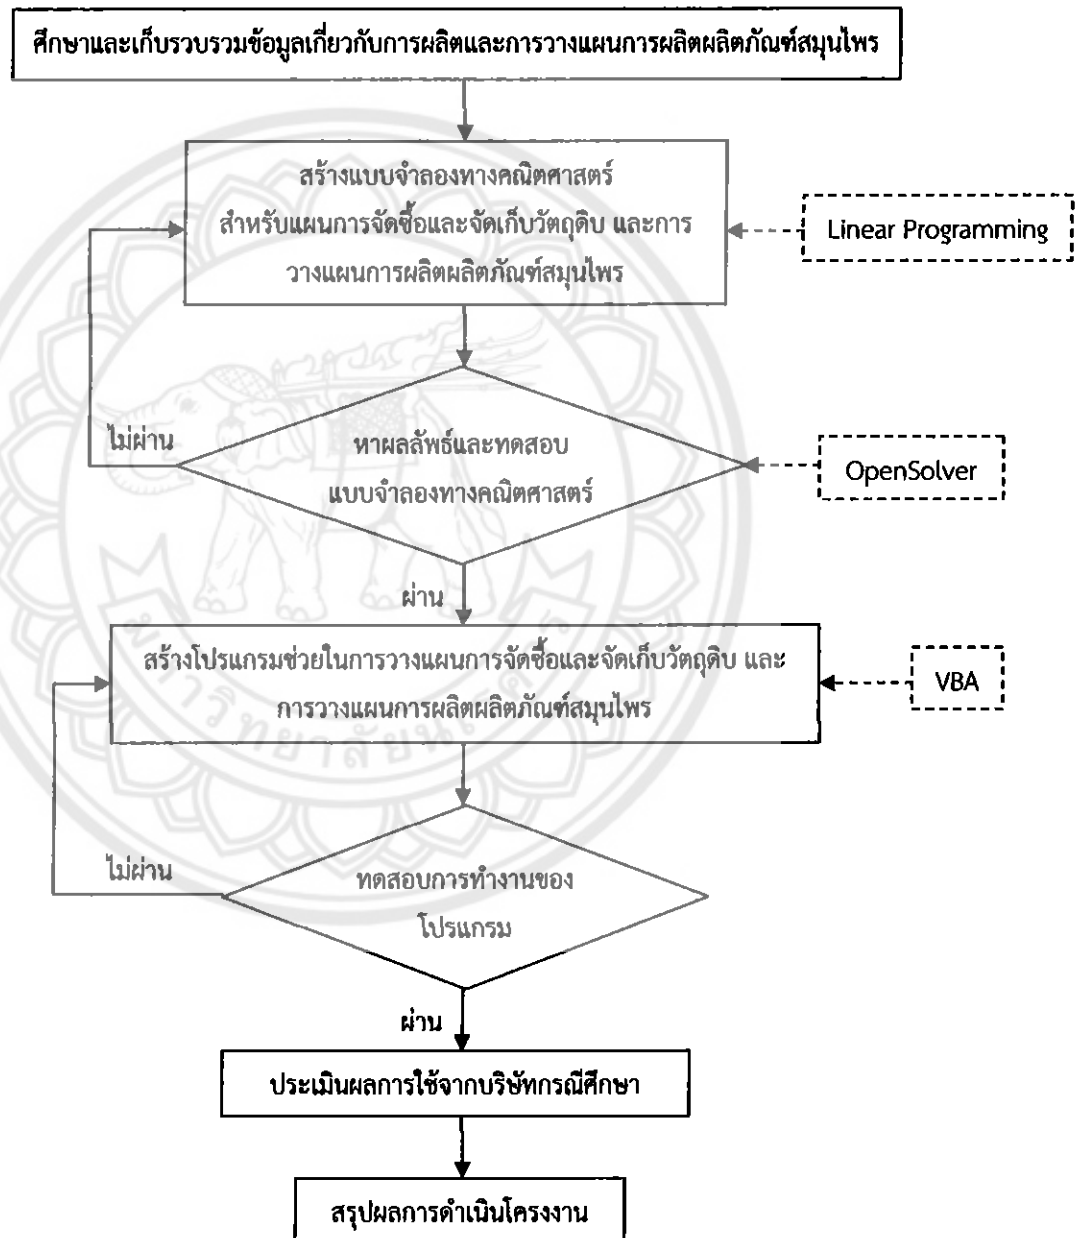 ศึกษาและเก็บรวบรวมข้อมูลเกี่ยวกับการผลิตและการวางแผนการผลิตผลิตภัณฑ์สมุนไพร
สร้างแบบจำลองทางคณิตศาสตร์
สำหรับแผนการจัดซื้อและจัดเก็บวัตถุดิบ และการ
วางแผนการผลิตผลิตภัณฑ์สมุนไพร
Linear Programming
ไม่ผ่าน
หาผลลัพธ์และทดสอบ
แบบจำลองทางคณิตศาสตร์
OpenSolver
ผ่าน
สร้างโปรแกรมช่วยในการวางแผนการจัดซื้อและจัดเก็บวัตถุดิบ และ
การวางแผนการผลิตผลิตภัณฑ์สมุนไพร
VBA
ไม่ผ่าน
ทดสอบการทำงานของ
โปรแกรม
ผ่าน
ประเมินผลการใช้จากบริษัทกรณีศึกษา
สรุปผลการดำเนินโครงงาน